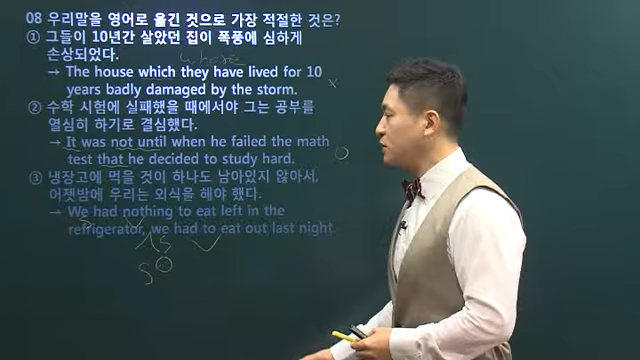 08 우리말을 영어로 옮긴 것으로 가장 적절한 것은?
① 그들이 10년간 살았던 집이 폭풍에 심하게
손상되었다.
where
→ The house which they have lived for 10
years badly damaged by the storm. ×
② 수학 시험에 실패했을 때에서야 그는 공부를
열심히 하기로 결심했다.
→ It was not until when he failed the math
test that he decided to study hard. ○
③ 냉장고에 먹을 것이 하나도 남아있지 않아서,
어젯밤에 우리는 외식을 해야 했다.
→ We had nothing to eat left in the
refrigerator, we had to eat out last night.
As
so